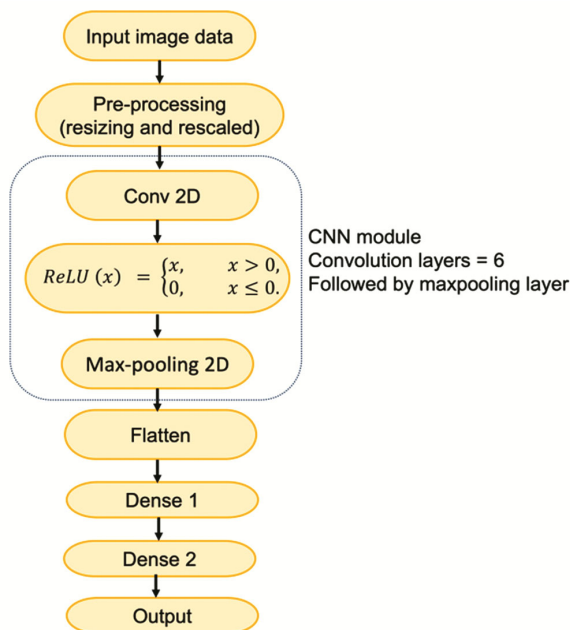 Input image data
Pre-processing
(resizing and rescaled)
Conv 2D
ReLU (x) = {x, x > 0,
0, x ≤ 0.
CNN module
Convolution layers = 6
Followed by maxpooling layer
Max-pooling 2D
Flatten
Dense 1
Dense 2
Output